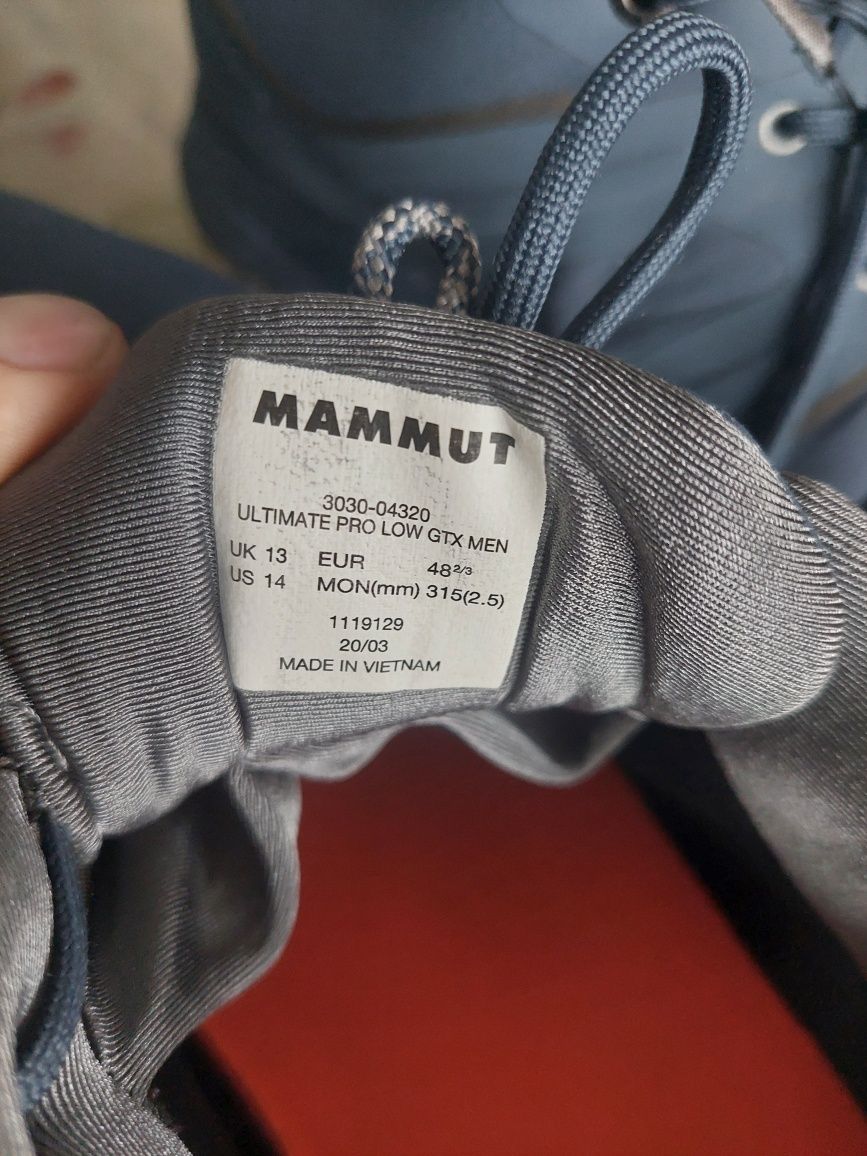 MAMMUT
3030-04320
ULTIMATE PRO LOW GTX MEN
UK 13 EUR 48 2/3
US 14 MON(mm) 315(2.5)
1119129
20/03
MADE IN VIETNAM